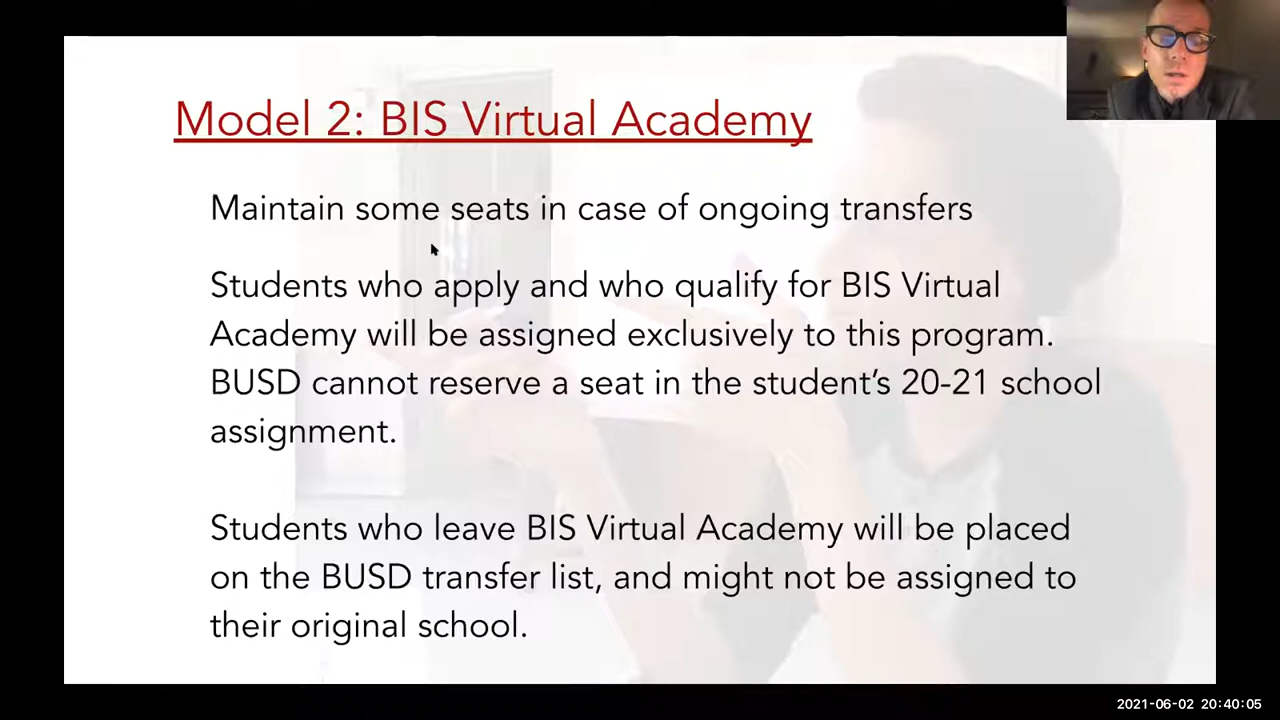 Model 2: BIS Virtual Academy
Maintain some seats in case of ongoing transfers
Students who apply and who qualify for BIS Virtual
Academy will be assigned exclusively to this program.
BUSD cannot reserve a seat in the student’s 20-21 school
assignment.
Students who leave BIS Virtual Academy will be placed
on the BUSD transfer list, and might not be assigned to
their original school.
2021-06-02 20:40:05